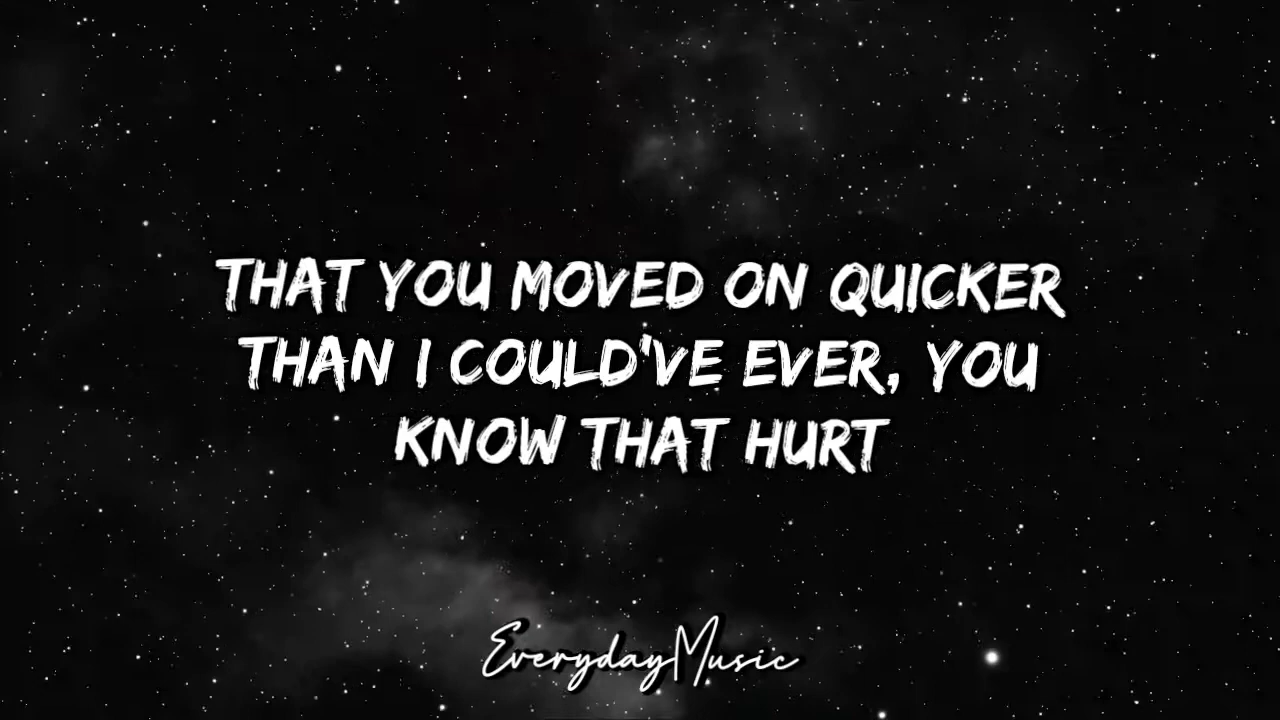 THAT YOU MOVED ON QUICKER
THAN I COULD'VE EVER, YOU
KNOW THAT HURT
EverydayMusic